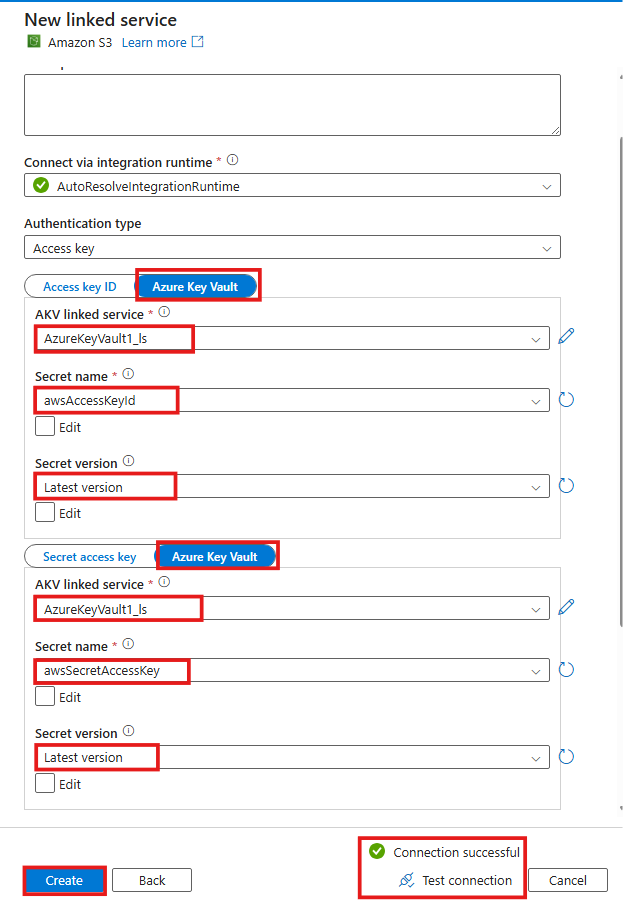 New linked service
Amazon S3 Learn more
Connect via integration runtime *
AutoResolveIntegrationRuntime
Authentication type
Access key
Access key ID Azure Key Vault
AKV linked service *
AzureKeyVault1_ls
Secret name *
awsAccessKeyId
Edit
Secret version
Latest version
Edit
Secret access key Azure Key Vault
AKV linked service *
AzureKeyVault1_ls
Secret name *
awsSecretAccessKey
Edit
Secret version
Latest version
Edit
Connection successful
Create Back Test connection Cancel